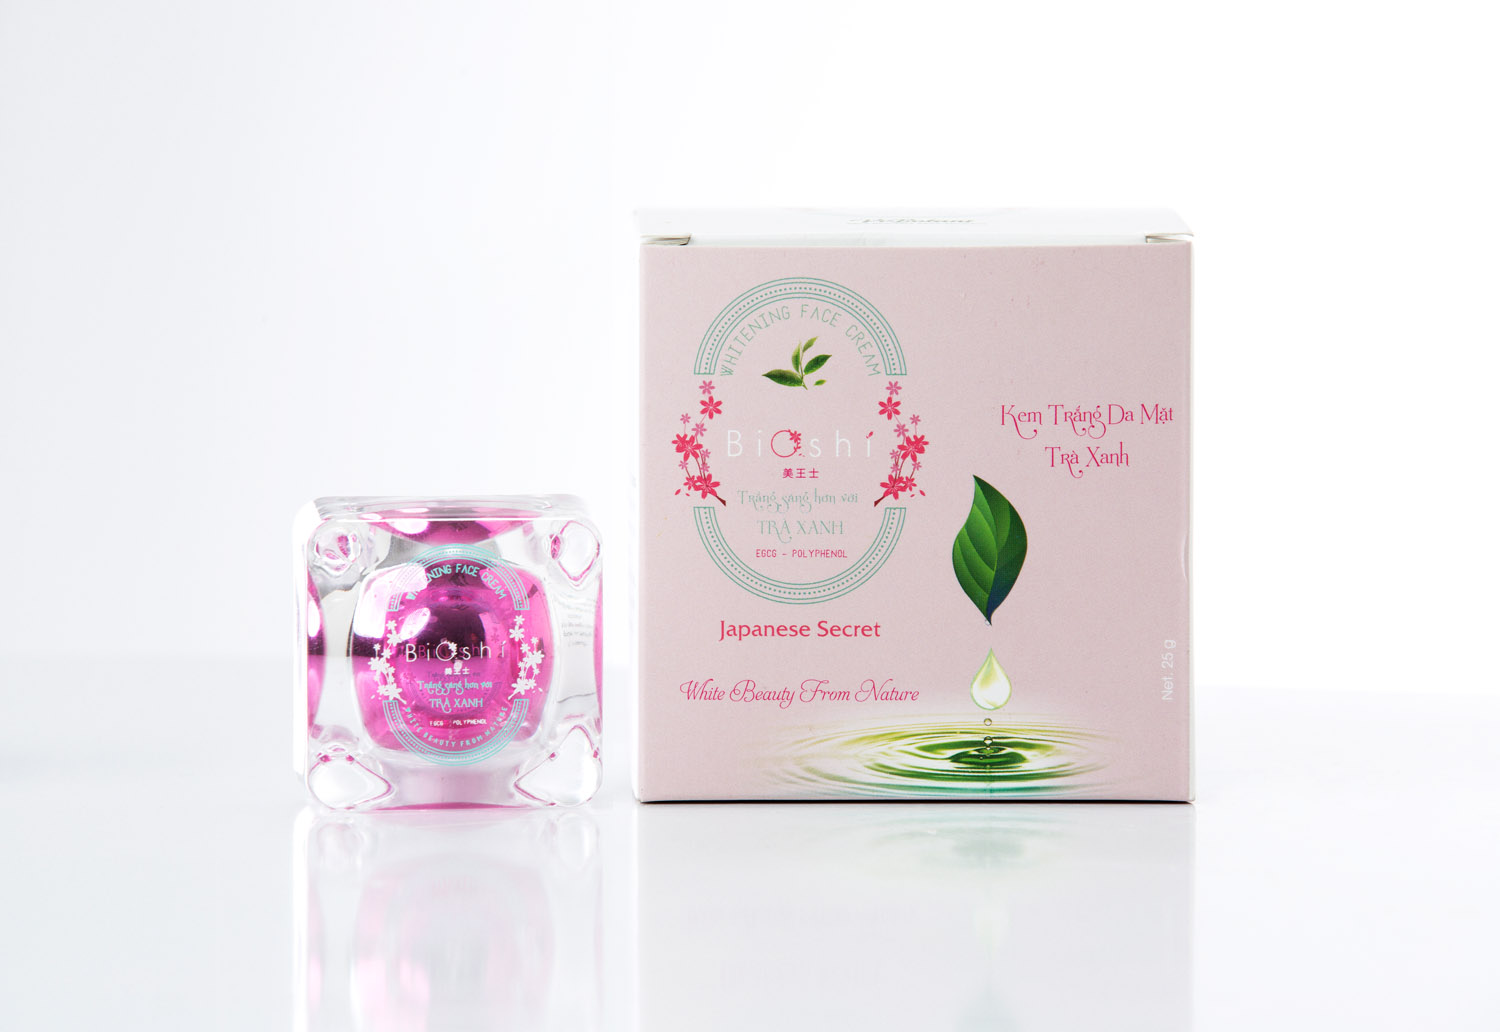 WHITENING FACE CREAM
Bioshi
美王士
Trắng sáng hơn với
TRÀ XANH
EGCG - POLYPHENOL
Japanese Secret
White Beauty From Nature
Kem Trắng Da Mặt
Trà Xanh
Net. 25 g
WHITENING FACE CREAM
Bioshi
美王士
Trắng sáng hơn với
TRÀ XANH
EGCG - POLYPHENOL
WHITE BEAUTY FROM NATURE